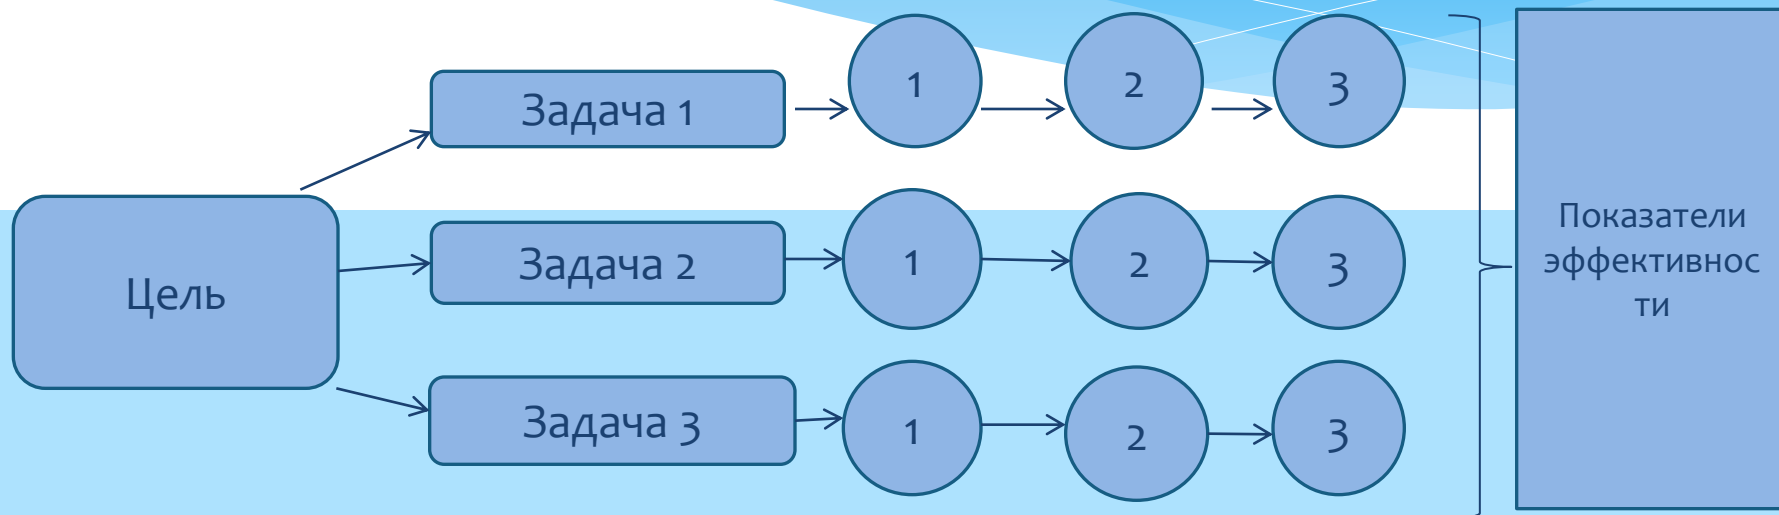 Задача 1
1
2
3
Цель
Задача 2
1
2
3
Задача 3
1
2
3
Показатели
эффективнос
ти